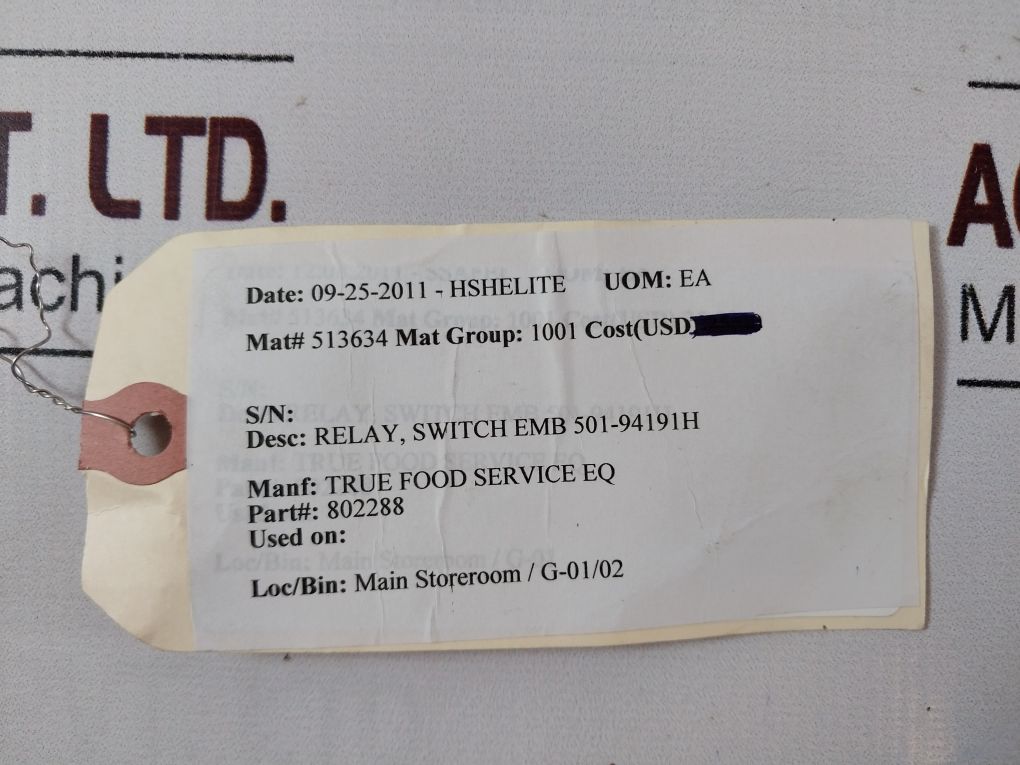 T. LTD.
achi
AC
M
Date: 09-25-2011 - HSHELITE UOM: EA
Mat# 513634 Mat Group: 1001 Cost(USD)
S/N:
Desc: RELAY, SWITCH EMB 501-94191H
Manf: TRUE FOOD SERVICE EQ
Part#: 802288
Used on:
Loc/Bin: Main Storeroom / G-01/02